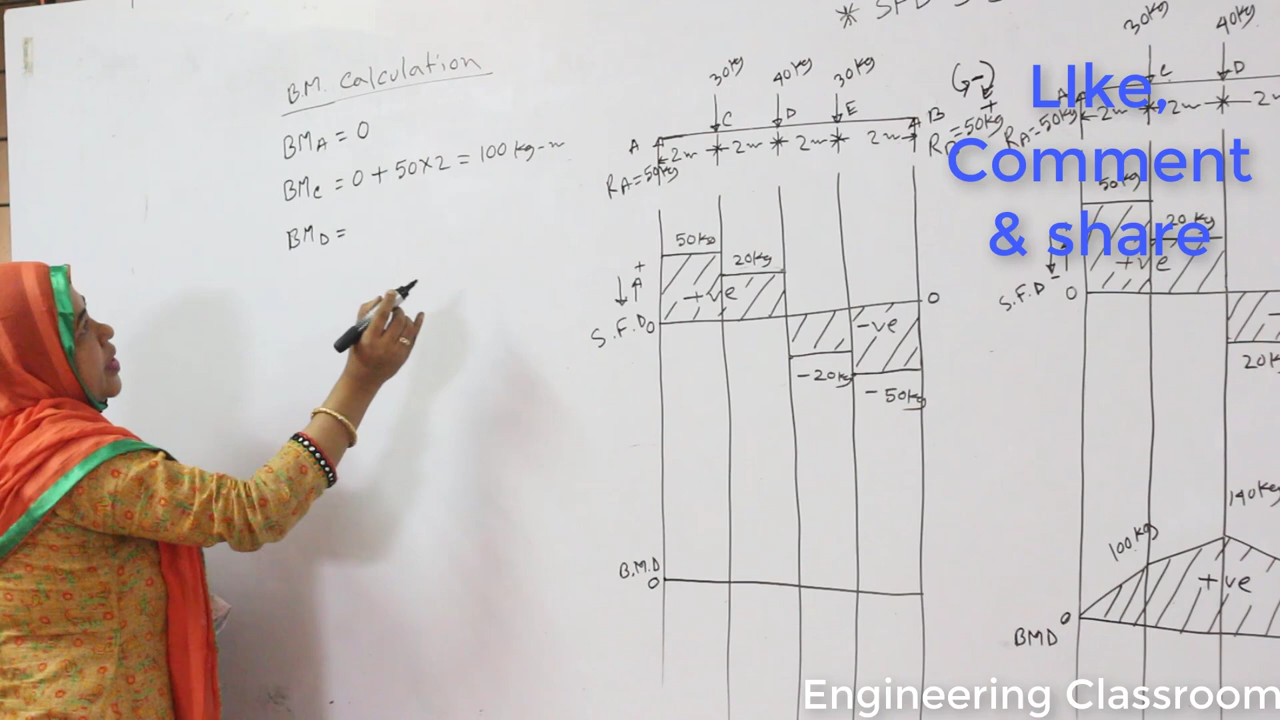 * SFD
B.M. Calculation
BMA = 0
BMC = 0 + 50×2 = 100 kg-m
BMD =
30kg 40kg 30kg
A C D E B
2m 2m 2m 2m
RA=50kg
RB=50kg
50kg
20kg
+ve
-ve
+
S.F.D 0
0
-20kg
-50kg
B.M.D
0
30kg 40kg
A C D
2m 2m 2m
RA=50kg
50kg
20kg
+ve
S.F.D 0
20k
140kg
100kg
+ve
0
BMD
LIke,
Comment
& share
Engineering Classroom